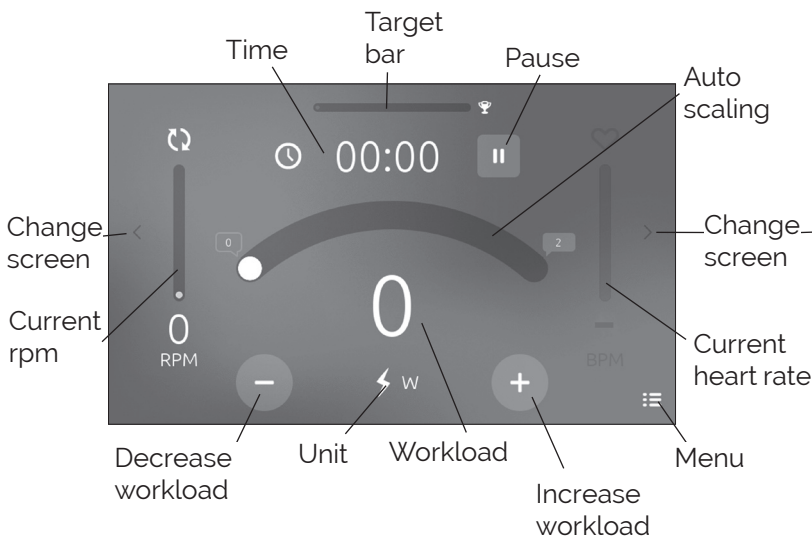 Target
bar
Time
Pause
Auto
scaling
00:00
0
2
Change
screen
Change
screen
0
Current
rpm
0
RPM
BPM
Current
heart rate
W
Decrease
workload
Unit
Workload
Menu
Increase
workload